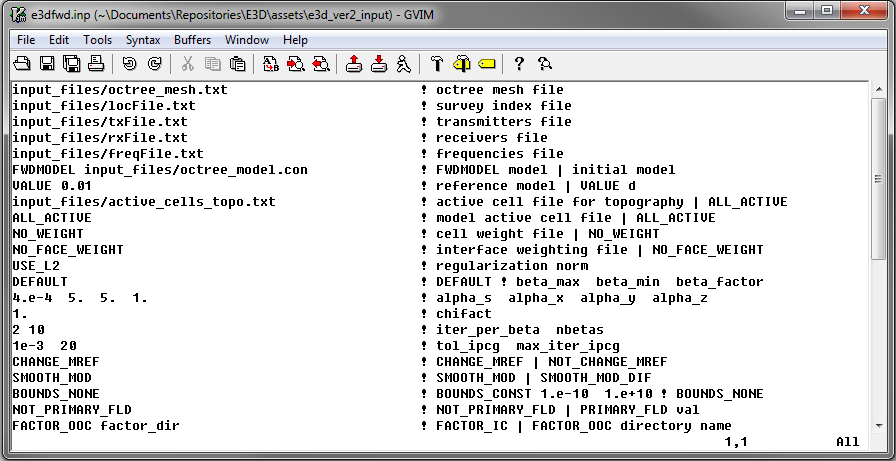 e3dfwd.inp (~\Documents\Repositories\E3D\assets\e3d_ver2_input) - GVIM
File Edit Tools Syntax Buffers Window Help
input_files/octree_mesh.txt ! octree mesh file
input_files/locFile.txt ! survey index file
input_files/txFile.txt ! transmitters file
input_files/rxFile.txt ! receivers file
input_files/freqFile.txt ! frequencies file
FWDMODEL input_files/octree_model.con ! FWDMODEL model | initial model
VALUE 0.01 ! reference model | VALUE d
input_files/active_cells_topo.txt ! active cell file for topography | ALL_ACTIVE
ALL_ACTIVE ! model active cell file | ALL_ACTIVE
NO_WEIGHT ! cell weight file | NO_WEIGHT
NO_FACE_WEIGHT ! interface weighting file | NO_FACE_WEIGHT
USE_L2 ! regularization norm
DEFAULT ! DEFAULT ! beta_max beta_min beta_factor
4.e-4 5. 5. 1. ! alpha_s alpha_x alpha_y alpha_z
1. ! chifact
2 10 ! iter_per_beta nbetas
1e-3 20 ! tol_ipcg max_iter_ipcg
CHANGE_MREF ! CHANGE_MREF | NOT_CHANGE_MREF
SMOOTH_MOD ! SMOOTH_MOD | SMOOTH_MOD_DIF
BOUNDS_NONE ! BOUNDS_CONST 1.e-10 1.e+10 ! BOUNDS_NONE
NOT_PRIMARY_FLD ! NOT_PRIMARY_FLD | PRIMARY_FLD val
FACTOR_OOC factor_dir ! FACTOR_IC | FACTOR_OOC directory name
1,1 All